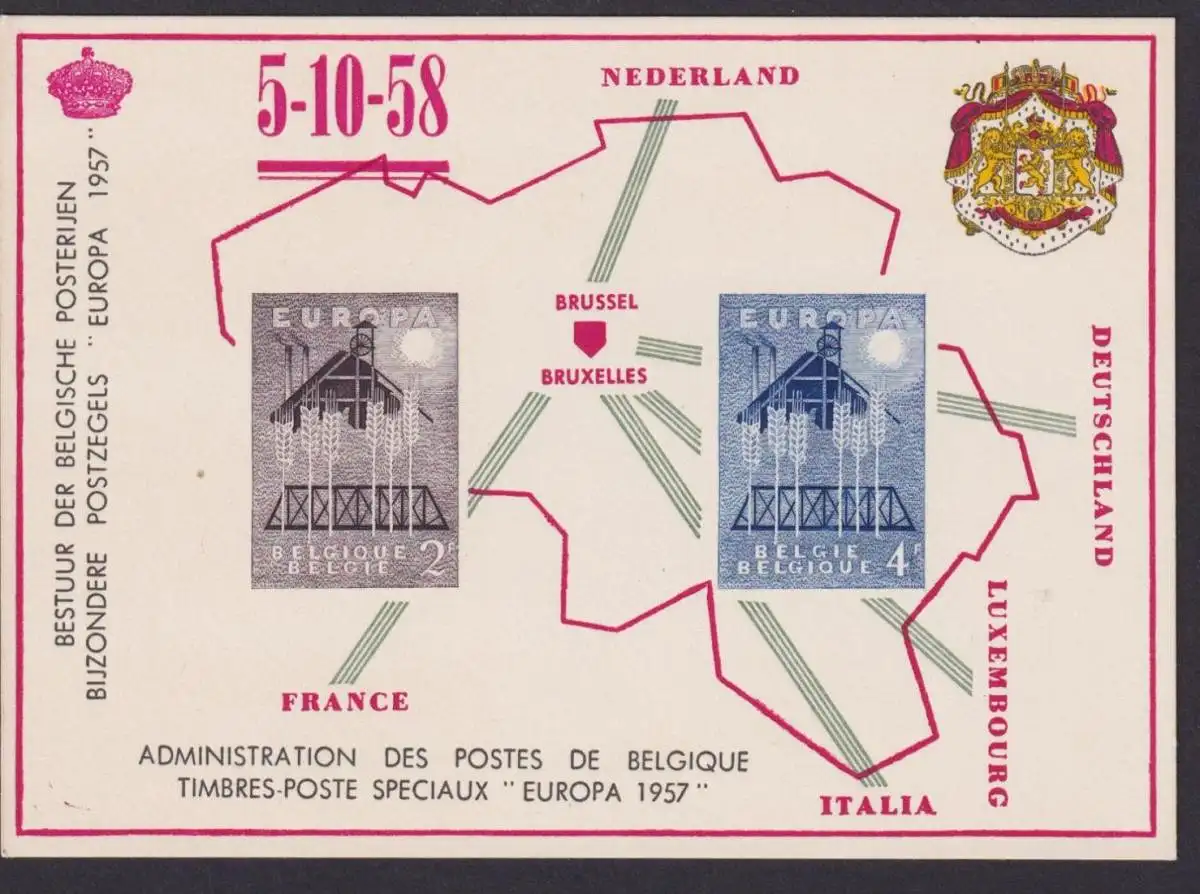 5-10-58
NEDERLAND
BESTUUR DER BELGISCHE POSTERIJEN
BIJZONDERE POSTZEGELS "EUROPA 1957"
BRUSSEL
BRUXELLES
EUROPA
BELGIQUE 2F
BELGIE
EUROPA
BELGIE
BELGIQUE 4F
DEUTSCHLAND
LUXEMBOURG
FRANCE
ITALIA
ADMINISTRATION DES POSTES DE BELGIQUE
TIMBRES-POSTE SPECIAUX "EUROPA 1957"